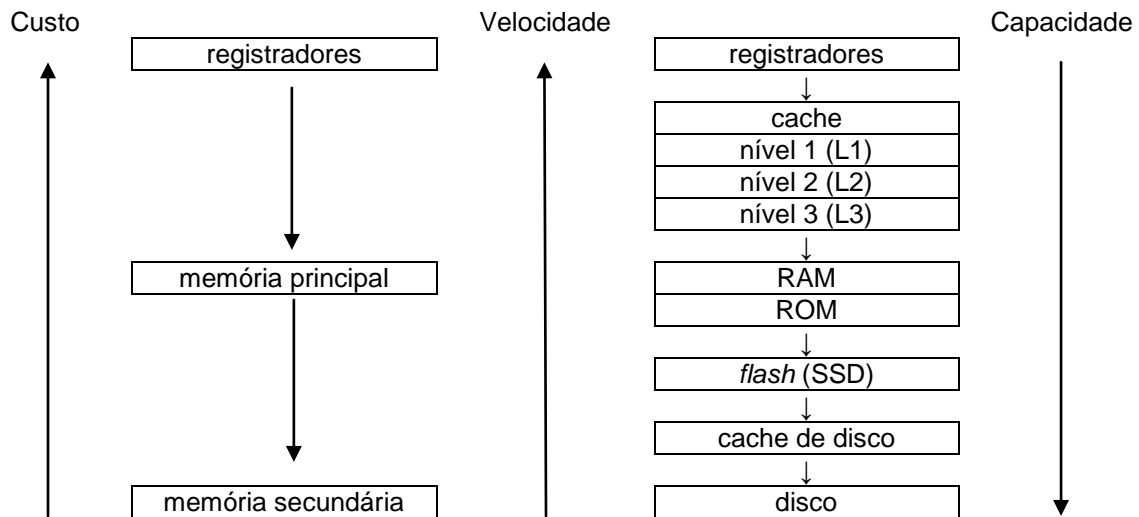 Custo
Velocidade
Capacidade
registradores
registradores
↓
cache
nível 1 (L1)
nível 2 (L2)
nível 3 (L3)
↓
memória principal
RAM
ROM
↓
flash (SSD)
↓
cache de disco
↓
memória secundária
disco